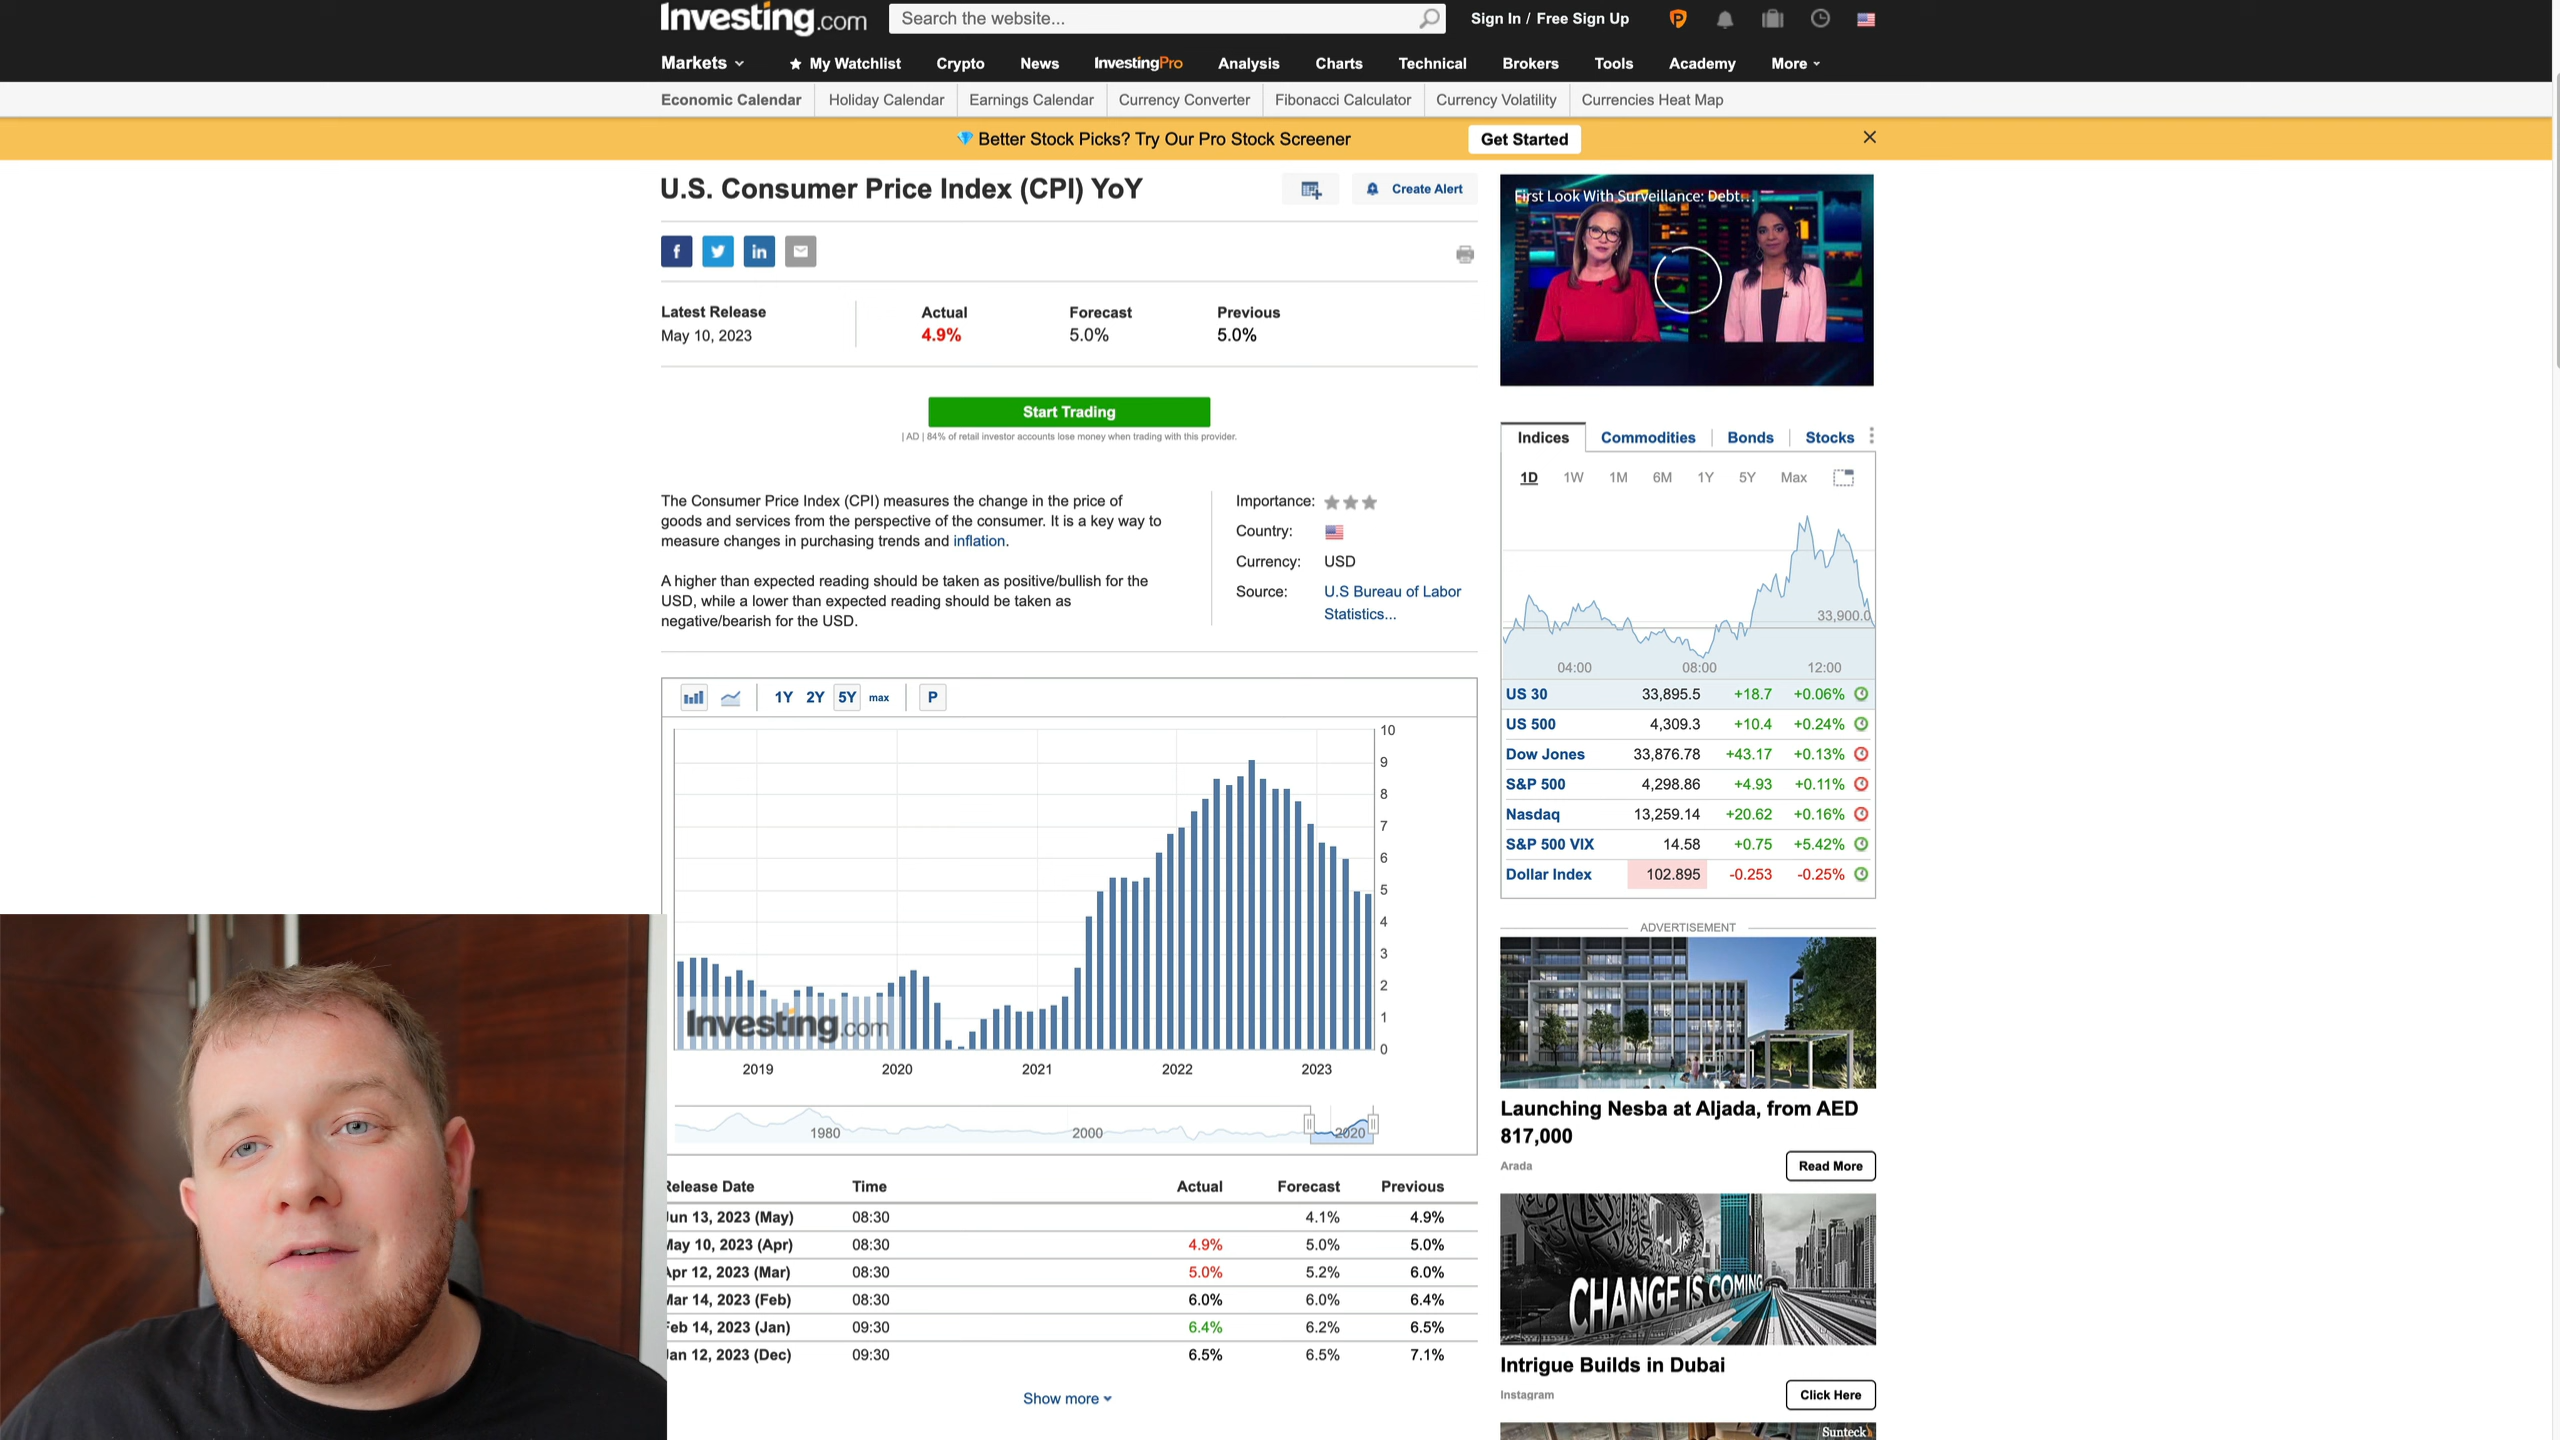 Investing.com
Search the website...
Sign In / Free Sign Up
Markets
My Watchlist
Crypto
News
InvestingPro
Analysis
Charts
Technical
Brokers
Tools
Academy
More
Economic Calendar
Holiday Calendar
Earnings Calendar
Currency Converter
Fibonacci Calculator
Currency Volatility
Currencies Heat Map
Better Stock Picks? Try Our Pro Stock Screener
Get Started
U.S. Consumer Price Index (CPI) YoY
Create Alert
Latest Release
May 10, 2023
Actual
4.9%
Forecast
5.0%
Previous
5.0%
Start Trading
| AD | 84% of retail investor accounts lose money when trading with this provider.
The Consumer Price Index (CPI) measures the change in the price of
goods and services from the perspective of the consumer. It is a key way to
measure changes in purchasing trends and inflation.
A higher than expected reading should be taken as positive/bullish for the
USD, while a lower than expected reading should be taken as
negative/bearish for the USD.
Importance:
Country:
Currency: USD
Source: U.S Bureau of Labor
Statistics...
1Y 2Y 5Y max P
10
9
8
7
6
5
4
3
2
1
0
Investing.com
2019 2020 2021 2022 2023
1980 2000 2020
Release Date Time Actual Forecast Previous
Jun 13, 2023 (May) 08:30 4.1% 4.9%
May 10, 2023 (Apr) 08:30 4.9% 5.0% 5.0%
Apr 12, 2023 (Mar) 08:30 5.0% 5.2% 6.0%
Mar 14, 2023 (Feb) 08:30 6.0% 6.0% 6.4%
Feb 14, 2023 (Jan) 09:30 6.4% 6.2% 6.5%
Jan 12, 2023 (Dec) 09:30 6.5% 6.5% 7.1%
Show more
First Look With Surveillance: Debt...
Indices Commodities Bonds Stocks
1D 1W 1M 6M 1Y 5Y Max
33,900.0
04:00 08:00 12:00
US 30 33,895.5 +18.7 +0.06%
US 500 4,309.3 +10.4 +0.24%
Dow Jones 33,876.78 +43.17 +0.13%
S&P 500 4,298.86 +4.93 +0.11%
Nasdaq 13,259.14 +20.62 +0.16%
S&P 500 VIX 14.58 +0.75 +5.42%
Dollar Index 102.895 -0.253 -0.25%
ADVERTISEMENT
Launching Nesba at Aljada, from AED
817,000
Arada
Read More
CHANGE IS COMING
Intrigue Builds in Dubai
Instagram
Click Here
Sunteck